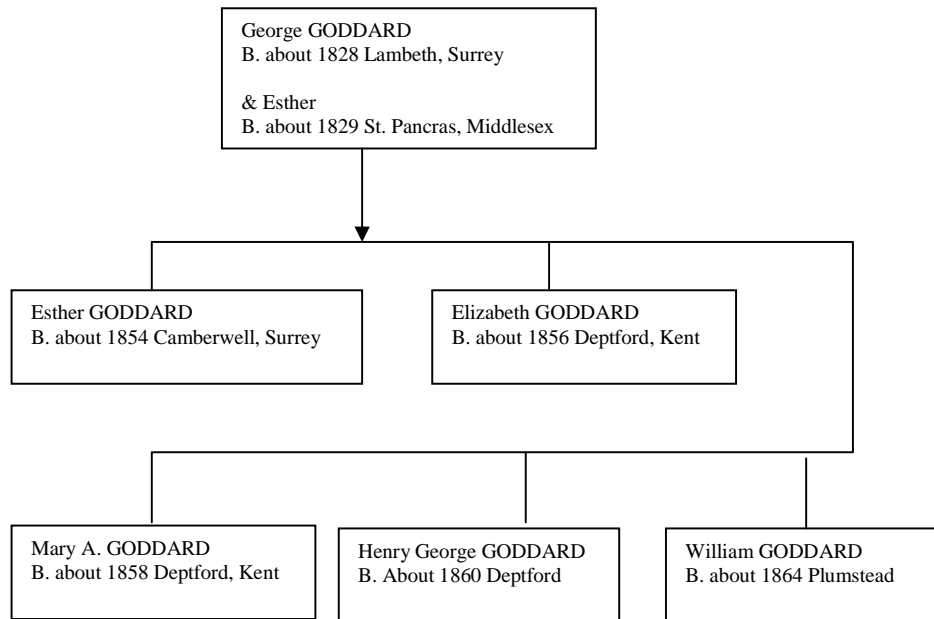 George GODDARD
B. about 1828 Lambeth, Surrey
& Esther
B. about 1829 St. Pancras, Middlesex
Esther GODDARD
B. about 1854 Camberwell, Surrey
Elizabeth GODDARD
B. about 1856 Deptford, Kent
Mary A. GODDARD
B. about 1858 Deptford, Kent
Henry George GODDARD
B. About 1860 Deptford
William GODDARD
B. about 1864 Plumstead